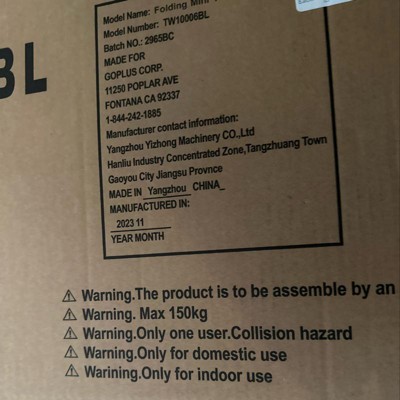 BL
Model Name: Folding Mini
Model Number: TW10006BL
Batch NO.: 2965BC
MADE FOR
GOPLUS CORP.
11250 POPLAR AVE
FONTANA CA 92337
1-844-242-1885
Manufacturer contact information:
Yangzhou Yizhong Machinery CO.,Ltd
Hanliu Industry Concentrated Zone,Tangzhuang Town
Gaoyou City Jiangsu Provnce
MADE IN Yangzhou CHINA_
MANUFACTURED IN:
2023 11
YEAR MONTH
⚠ Warning.The product is to be assemble by an
⚠ Warning. Max 150kg
⚠ Warning.Only one user.Collision hazard
⚠ Warning.Only for domestic use
⚠ Warining.Only for indoor use